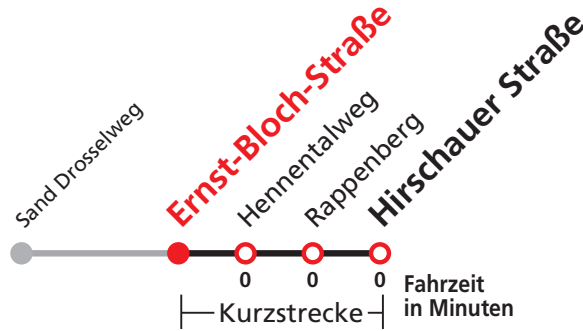 Sand Drosselweg
Ernst-Bloch-Straße
Hennentalweg
Rappenberg
Hirschauer Straße
0 0 0 Fahrzeit
in Minuten
Kurzstrecke